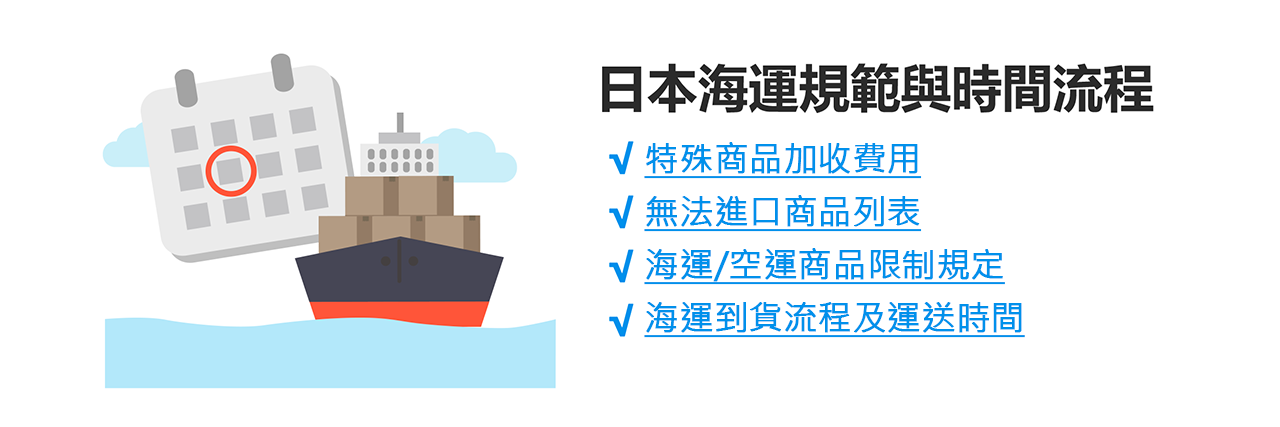 日本海運規範與時間流程
√ 特殊商品加收費用
√ 無法進口商品列表
√ 海運/空運商品限制規定
√ 海運到貨流程及運送時間